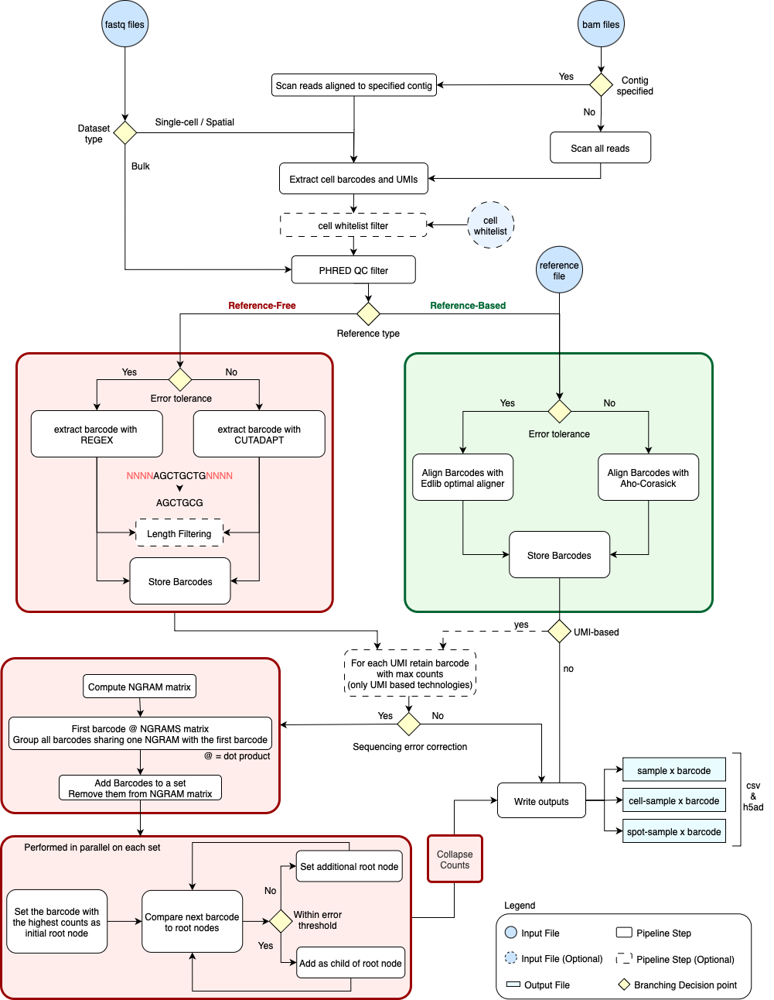 fastq files
bam files
Yes
Contig
specified
Scan reads aligned to specified contig
No
Dataset
type
Single-cell / Spatial
Scan all reads
Bulk
Extract cell barcodes and UMIs
cell whitelist filter
cell
whitelist
PHRED QC filter
reference
file
Reference-Free
Reference-Based
Reference type
Yes
No
Error tolerance
extract barcode with
REGEX
extract barcode with
CUTADAPT
NNNNAGCTGCTGNNNN
AGCTGCG
Length Filtering
Store Barcodes
Yes
No
Error tolerance
Align Barcodes with
Edlib optimal aligner
Align Barcodes with
Aho-Corasick
Store Barcodes
yes
UMI-based
no
For each UMI retain barcode
with max counts
(only UMI based technologies)
Yes
No
Sequencing error correction
Compute NGRAM matrix
First barcode @ NGRAMS matrix
Group all barcodes sharing one NGRAM with the first barcode
@ = dot product
Add Barcodes to a set
Remove them from NGRAM matrix
Write outputs
sample x barcode
cell-sample x barcode
spot-sample x barcode
csv
&
h5ad
Performed in parallel on each set
Set additional root node
Collapse
Counts
No
Set the barcode with
the highest counts as
initial root node
Compare next barcode
to root nodes
Within error
threshold
Yes
Add as child of root node
Legend
Input File
Pipeline Step
Input File (Optional)
Pipeline Step (Optional)
Output File
Branching Decision point